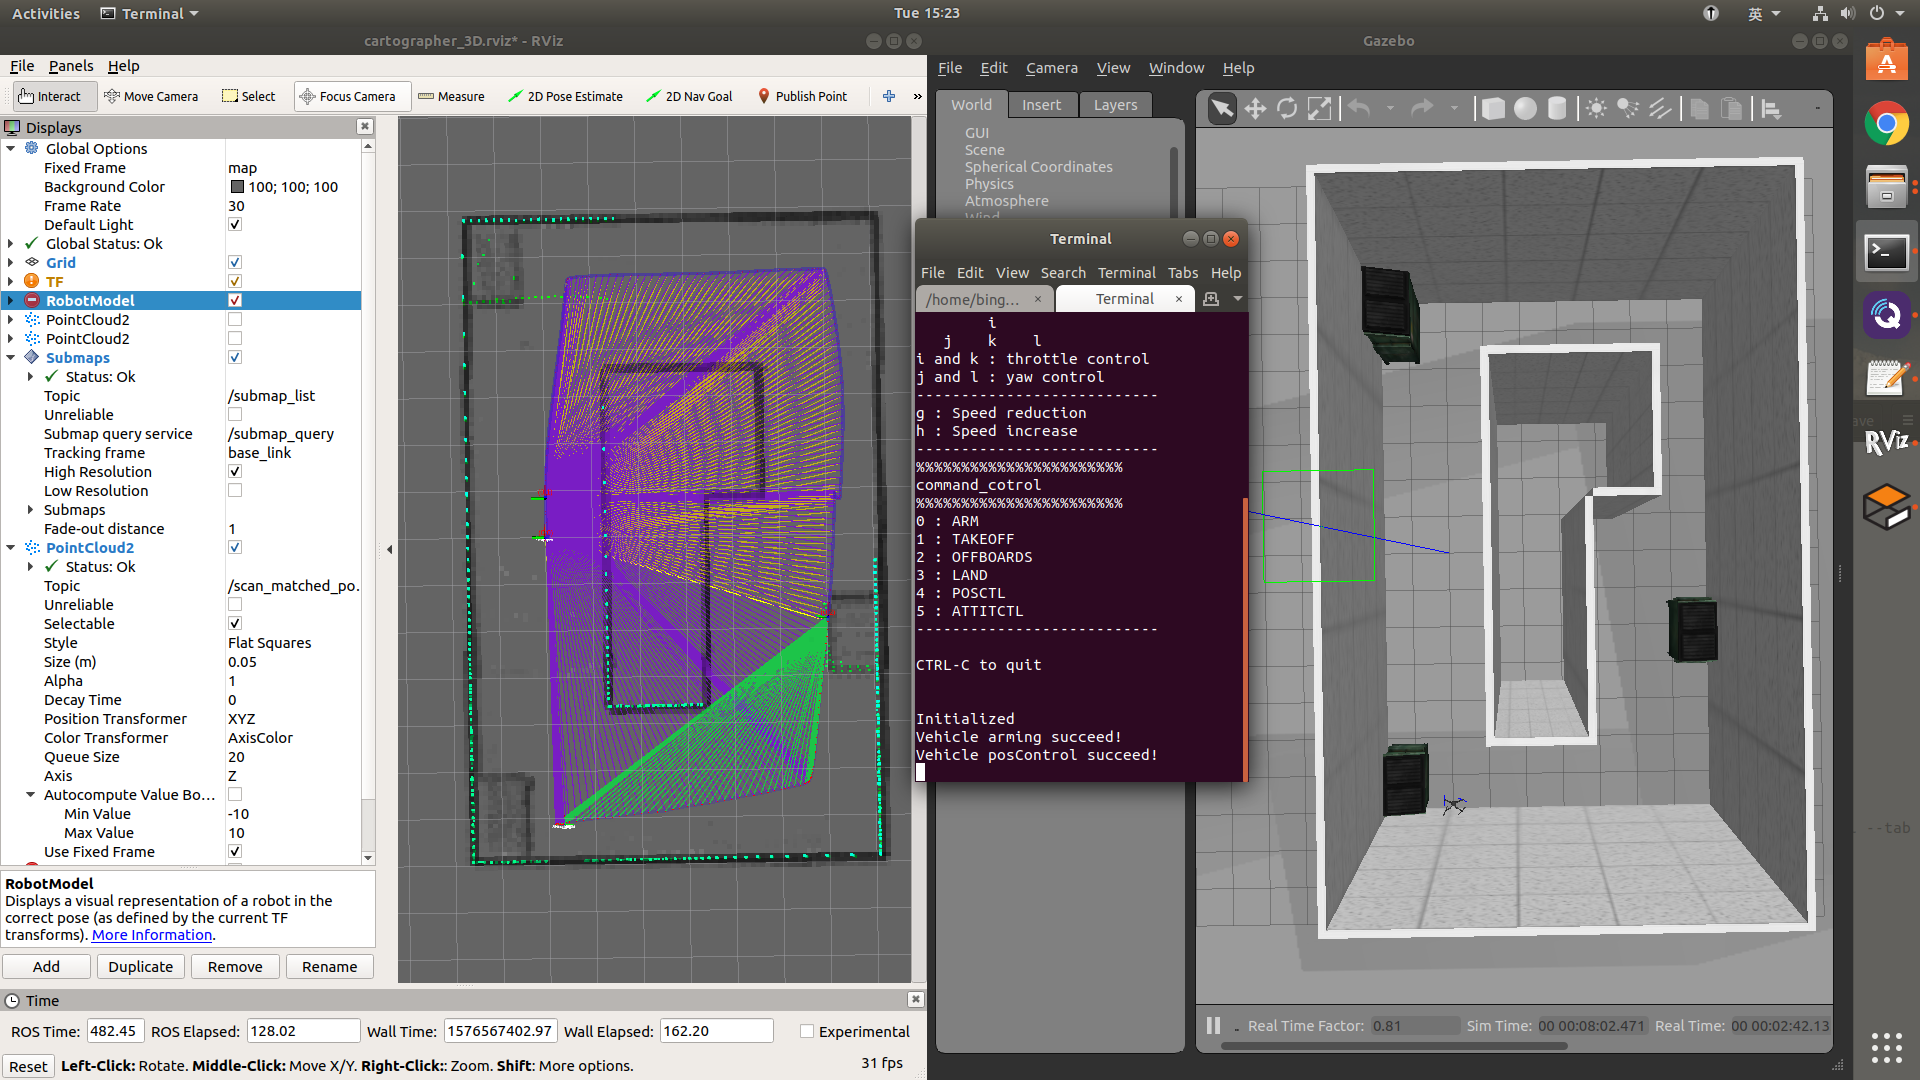 Activities
Terminal
Tue 15:23
英
cartographer_3D.rviz* - RViz
File Panels Help
Interact
Move Camera
Select
Focus Camera
Measure
2D Pose Estimate
2D Nav Goal
Publish Point
»
Displays
Global Options
Fixed Frame map
Background Color 100; 100; 100
Frame Rate 30
Default Light
Global Status: Ok
Grid
TF
RobotModel
PointCloud2
PointCloud2
Submaps
Status: Ok
Topic /submap_list
Unreliable
Submap query service /submap_query
Tracking frame base_link
High Resolution
Low Resolution
Submaps
Fade-out distance 1
PointCloud2
Status: Ok
Topic /scan_matched_po...
Unreliable
Selectable
Style Flat Squares
Size (m) 0.05
Alpha 1
Decay Time 0
Position Transformer XYZ
Color Transformer AxisColor
Queue Size 20
Axis Z
Autocompute Value Bo...
Min Value -10
Max Value 10
Use Fixed Frame
RobotModel
Displays a visual representation of a robot in the
correct pose (as defined by the current TF
transforms). More Information.
Add
Duplicate
Remove
Rename
Time
ROS Time: 482.45
ROS Elapsed: 128.02
Wall Time: 1576567402.97
Wall Elapsed: 162.20
Experimental
Reset
Left-Click: Rotate. Middle-Click: Move X/Y. Right-Click:: Zoom. Shift: More options.
31 fps
Gazebo
File Edit Camera View Window Help
World Insert Layers
GUI
Scene
Spherical Coordinates
Physics
Atmosphere
Wind
Terminal
File Edit View Search Terminal Tabs Help
/home/bing... ×
Terminal ×
i
j k l
i and k : throttle control
j and l : yaw control
---------------------------
g : Speed reduction
h : Speed increase
---------------------------
%%%%%%%%%%%%%%%%%%%%%%%
command_cotrol
%%%%%%%%%%%%%%%%%%%%%%%
0 : ARM
1 : TAKEOFF
2 : OFFBOARDS
3 : LAND
4 : POSCTL
5 : ATTITCTL
---------------------------
CTRL-C to quit
Initialized
Vehicle arming succeed!
Vehicle posControl succeed!
Real Time Factor: 0.81
Sim Time: 00 00:08:02.471
Real Time: 00 00:02:42.13
RViz
--tab